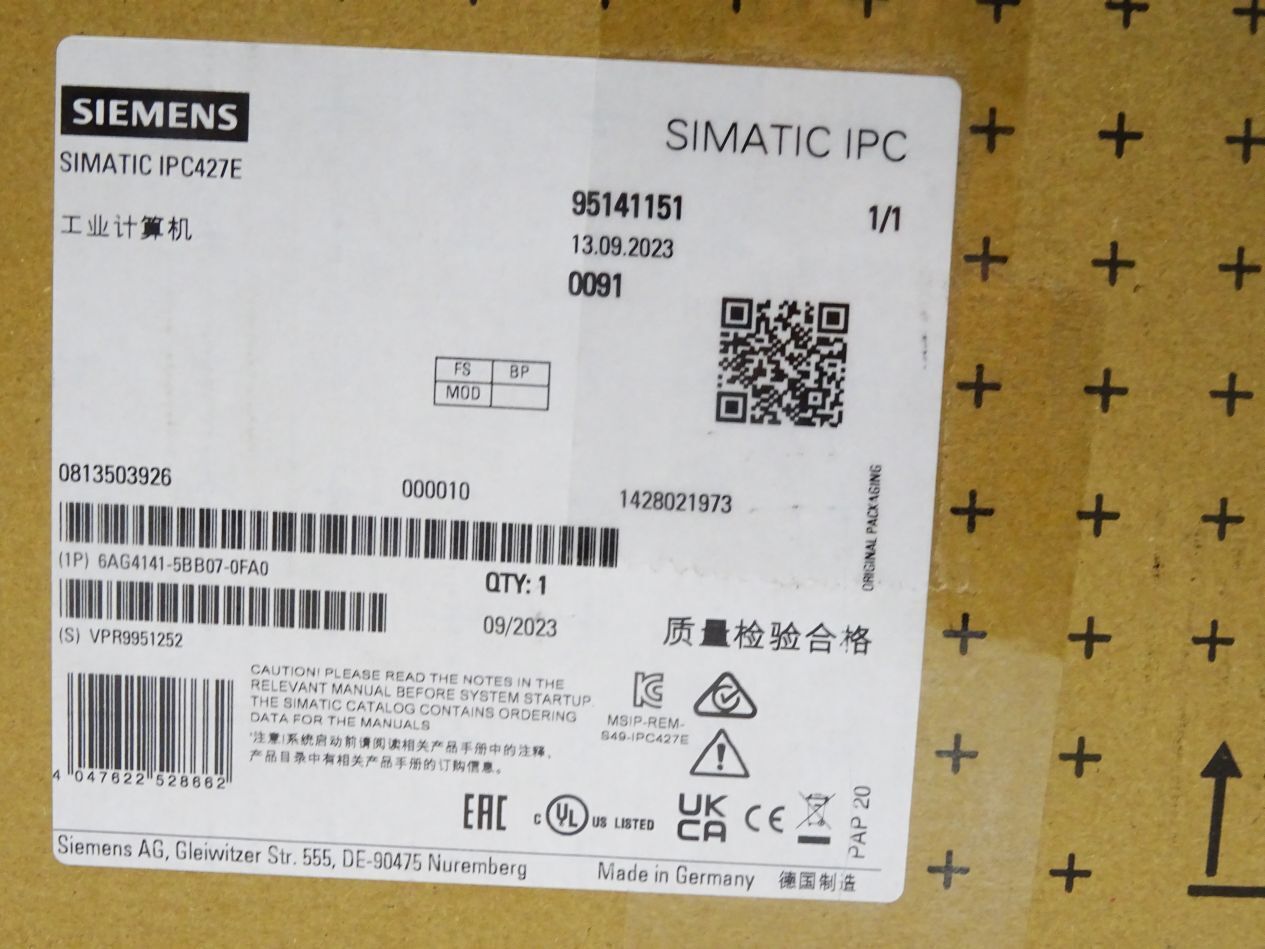 SIEMENS
SIMATIC IPC
SIMATIC IPC427E
95141151
1/1
工业计算机
13.09.2023
0091
FS BP
MOD
0813503926
000010
1428021973
ORIGINAL PACKAGING
(1P) 6AG4141-5BB07-0FA0
QTY: 1
(S) VPR9951252
09/2023
质量检验合格
CAUTION! PLEASE READ THE NOTES IN THE
RELEVANT MANUAL BEFORE SYSTEM STARTUP.
THE SIMATIC CATALOG CONTAINS ORDERING
DATA FOR THE MANUALS
'注意!系统启动前请阅读相关产品手册中的注释,
产品目录中有相关产品手册的订购信息。
MSIP-REM-
S49-IPC427E
4 047622 528662
EAC
C UL US LISTED
UK
CA
CE
PAP 20
Siemens AG, Gleiwitzer Str. 555, DE-90475 Nuremberg
Made in Germany 德国制造